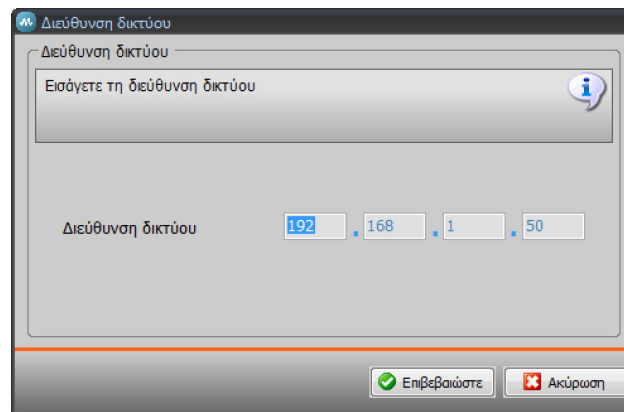 Διεύθυνση δικτύου
Διεύθυνση δικτύου
Εισάγετε τη διεύθυνση δικτύου
Διεύθυνση δικτύου 192 . 168 . 1 . 50
Επιβεβαιώστε Ακύρωση